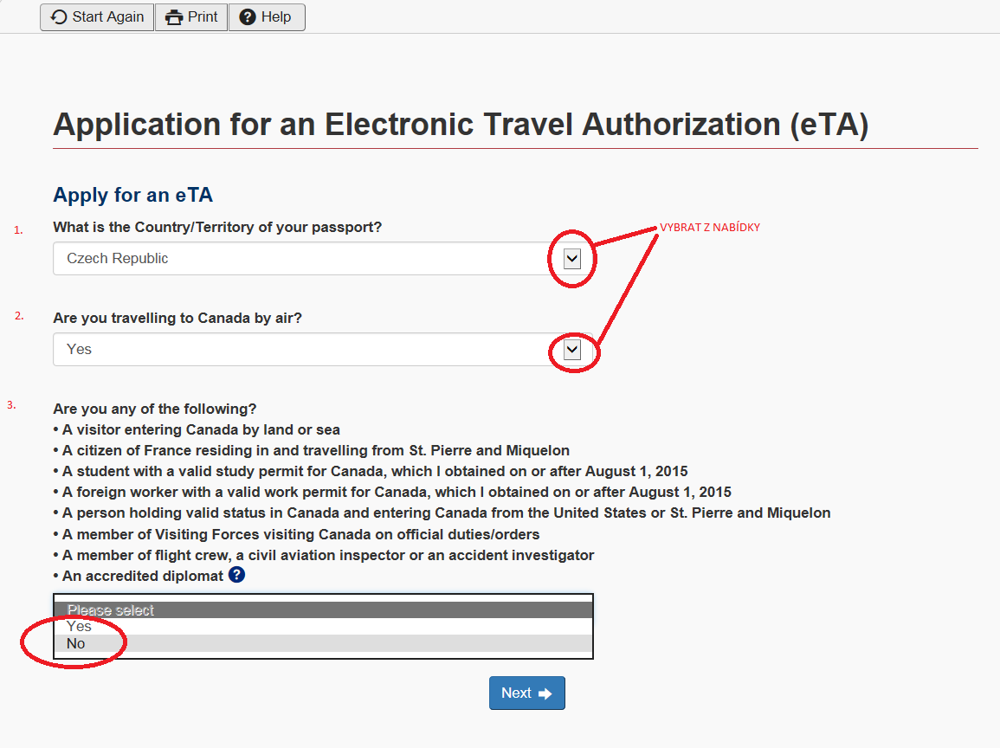 Start Again Print Help
Application for an Electronic Travel Authorization (eTA)
Apply for an eTA
1. What is the Country/Territory of your passport?
VYBRAT Z NABÍDKY
Czech Republic
2. Are you travelling to Canada by air?
Yes
3. Are you any of the following?
• A visitor entering Canada by land or sea
• A citizen of France residing in and travelling from St. Pierre and Miquelon
• A student with a valid study permit for Canada, which I obtained on or after August 1, 2015
• A foreign worker with a valid work permit for Canada, which I obtained on or after August 1, 2015
• A person holding valid status in Canada and entering Canada from the United States or St. Pierre and Miquelon
• A member of Visiting Forces visiting Canada on official duties/orders
• A member of flight crew, a civil aviation inspector or an accident investigator
• An accredited diplomat ?
Please select
Yes
No
Next